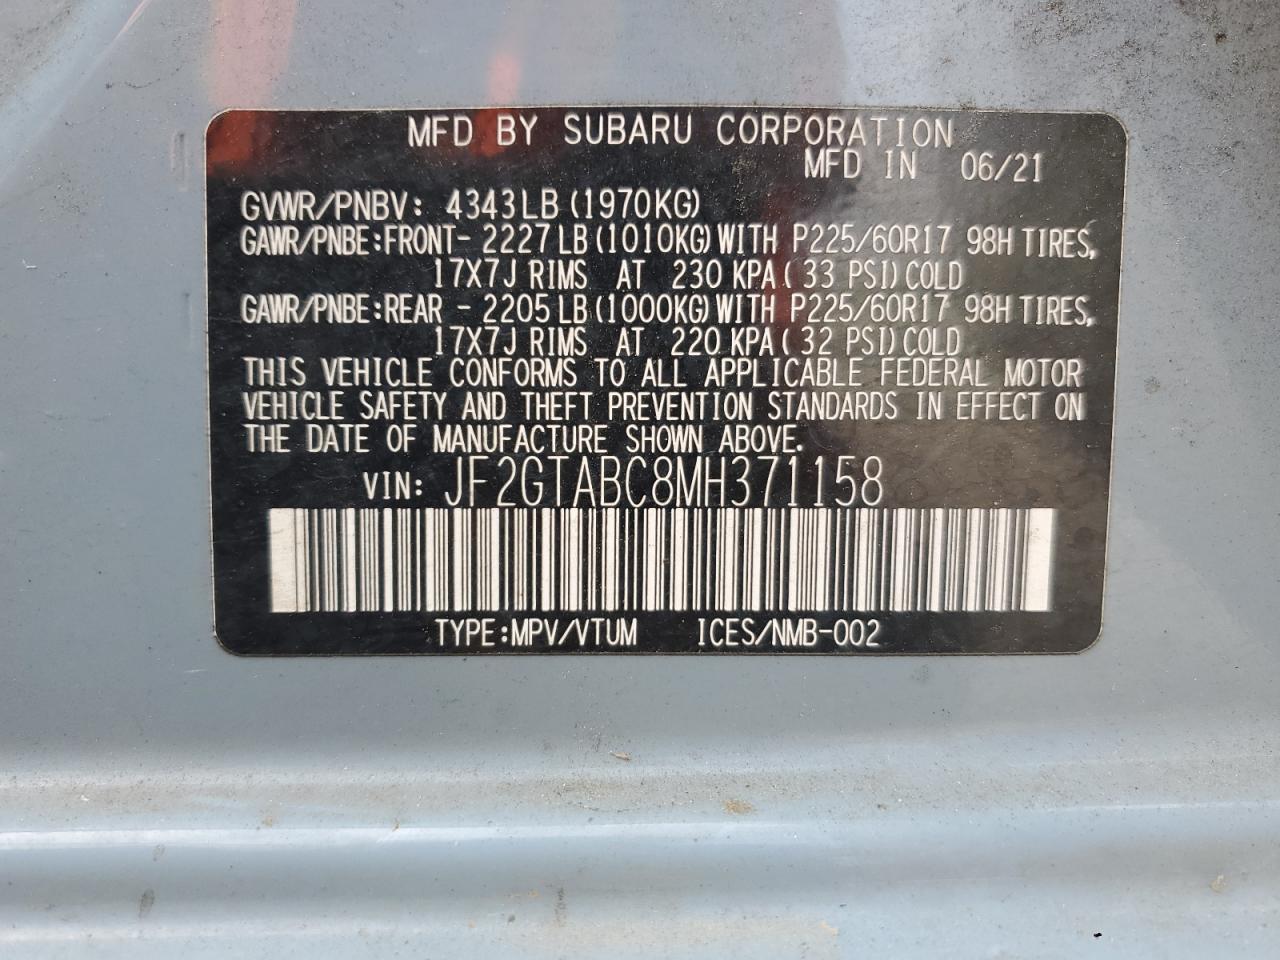 MFD BY SUBARU CORPORATION
MFD IN 06/21
GVWR/PNBV: 4343LB (1970KG)
GAWR/PNBE:FRONT- 2227 LB (1010KG) WITH P225/60R17 98H TIRES,
17X7J RIMS AT 230 KPA ( 33 PSI) COLD
GAWR/PNBE:REAR - 2205 LB (1000KG) WITH P225/60R17 98H TIRES,
17X7J RIMS AT 220 KPA ( 32 PSI) COLD
THIS VEHICLE CONFORMS TO ALL APPLICABLE FEDERAL MOTOR
VEHICLE SAFETY AND THEFT PREVENTION STANDARDS IN EFFECT ON
THE DATE OF MANUFACTURE SHOWN ABOVE.
VIN: JF2GTABC8MH371158
TYPE:MPV/VTUM ICES/NMB-002